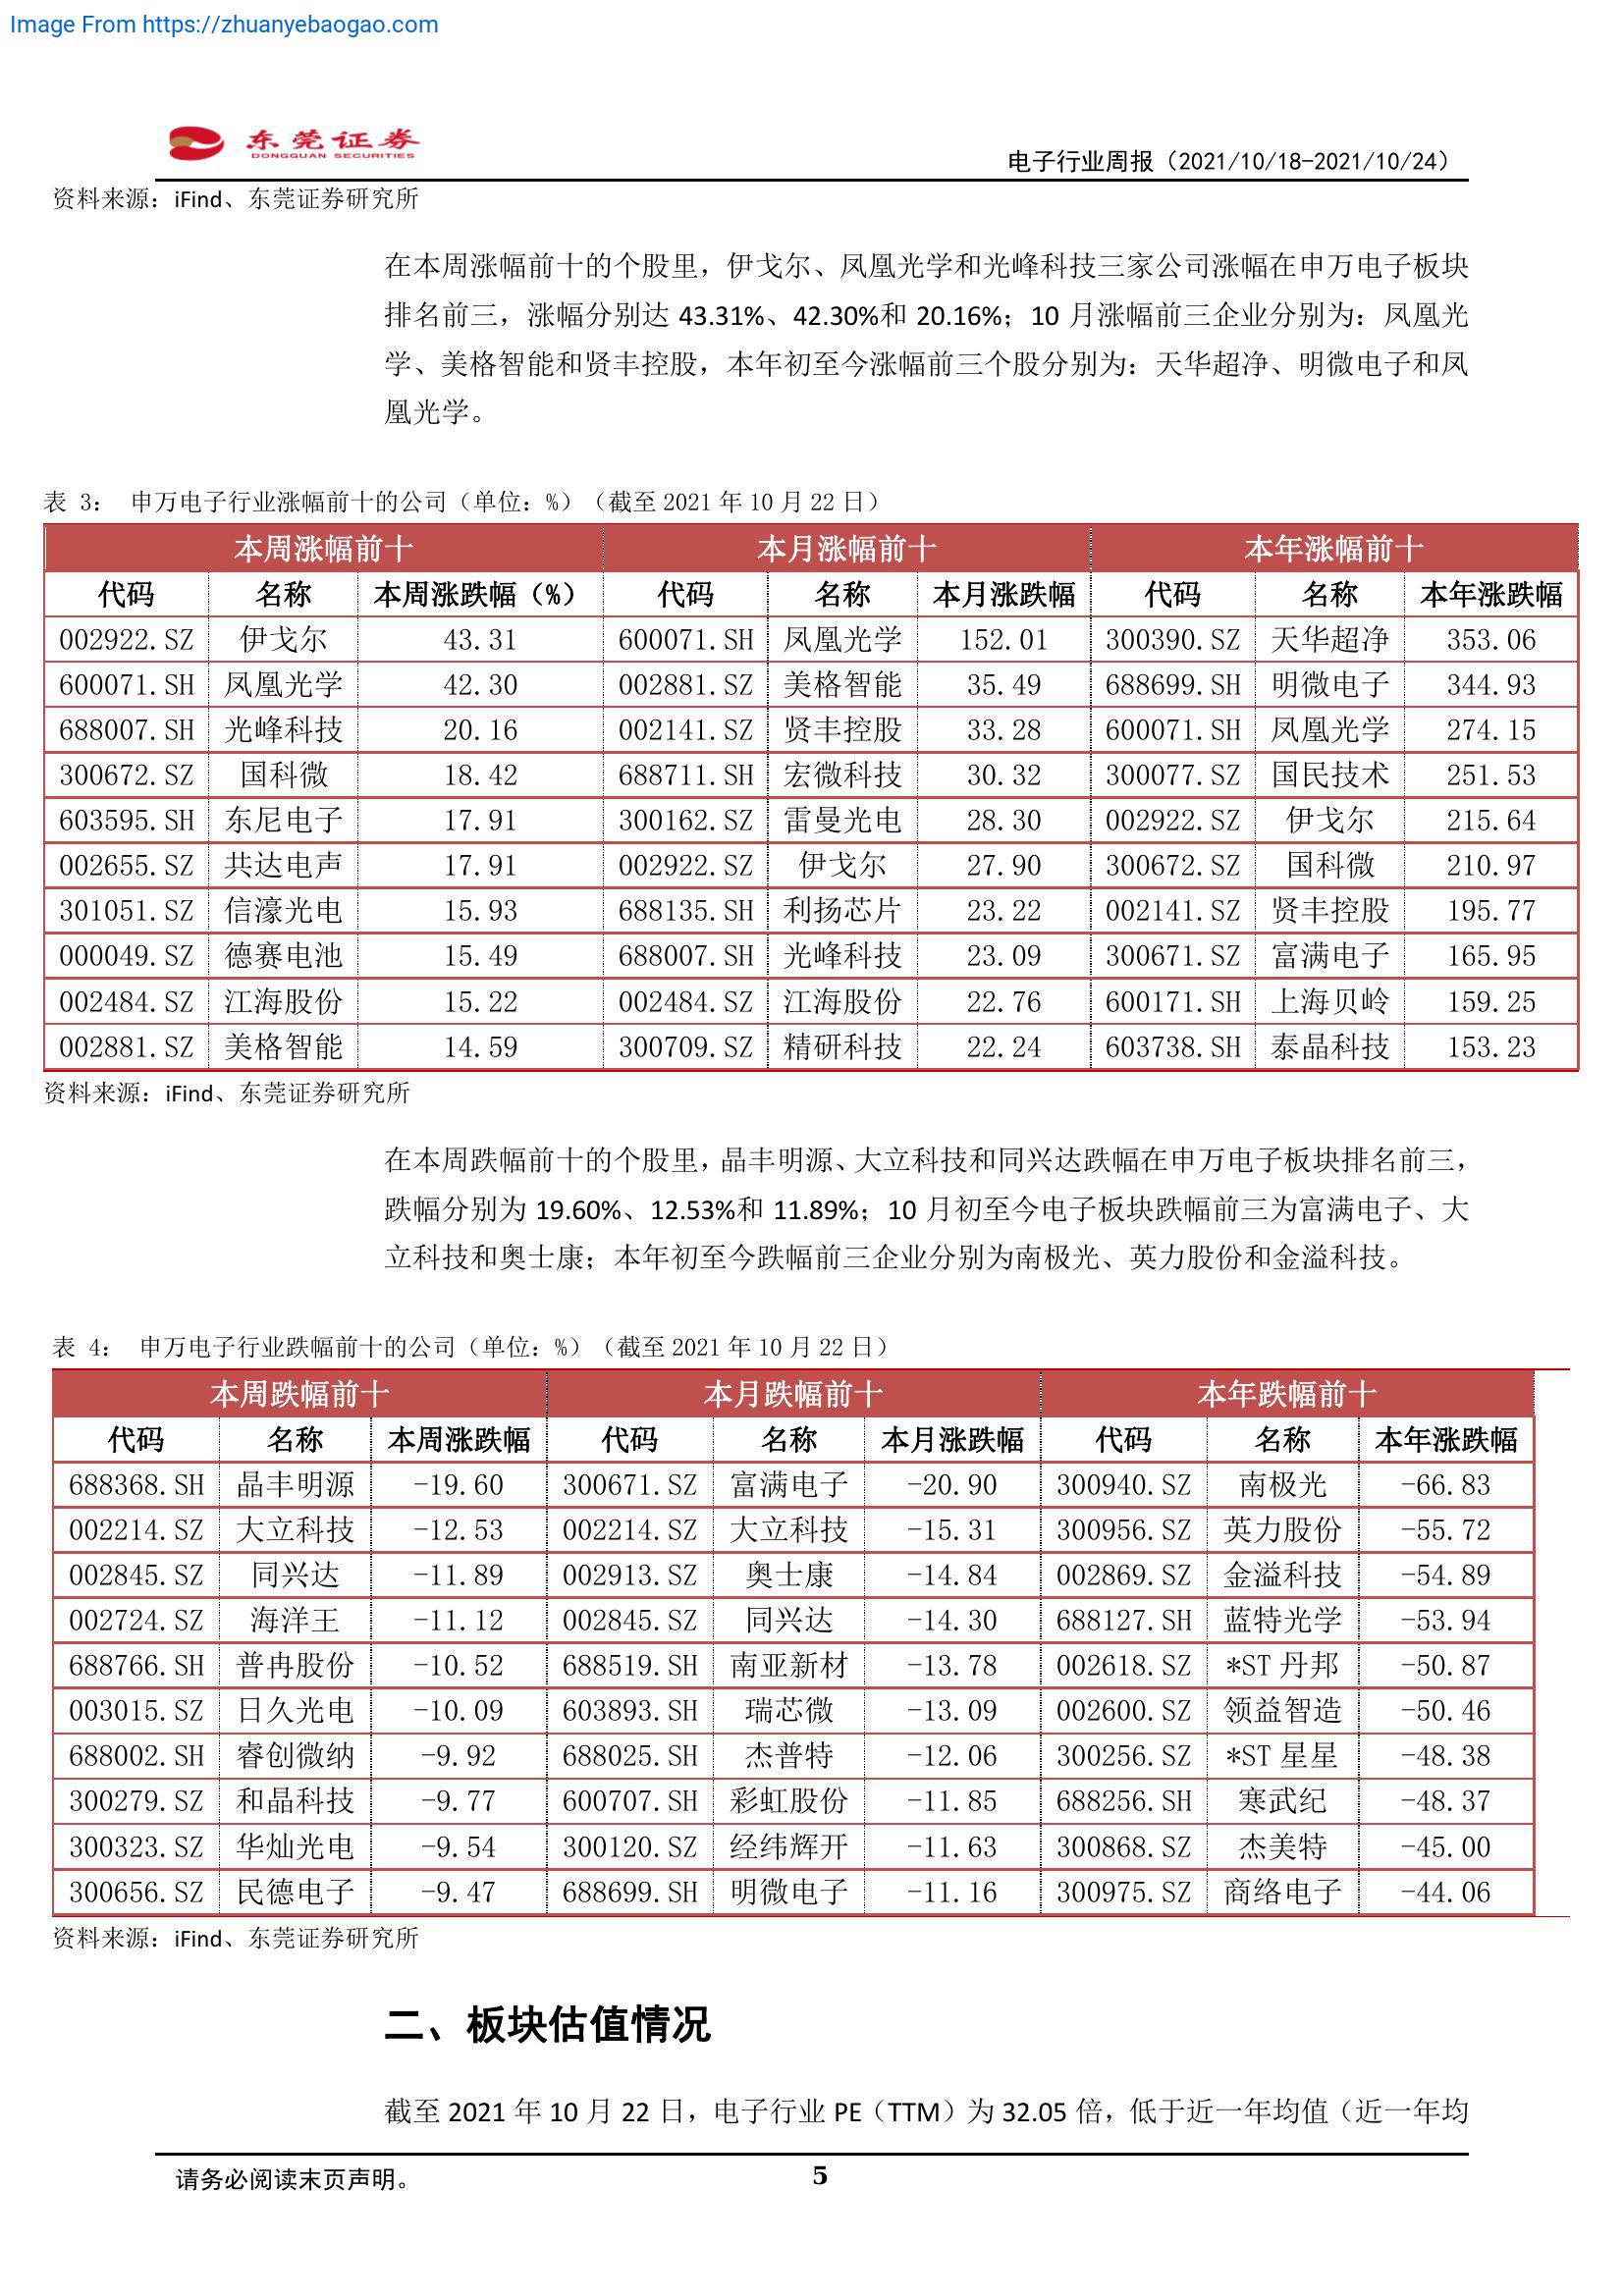 Image From https://zhuanyebaogao.com
东莞证券
DONGGUAN SECURITIES
电子行业周报（2021/10/18-2021/10/24）
资料来源：iFind、东莞证券研究所
在本周涨幅前十的个股里，伊戈尔、凤凰光学和光峰科技三家公司涨幅在申万电子板块
排名前三，涨幅分别达 43.31%、42.30%和 20.16%；10 月涨幅前三企业分别为：凤凰光
学、美格智能和贤丰控股，本年初至今涨幅前三个股分别为：天华超净、明微电子和凤
凰光学。
表 3： 申万电子行业涨幅前十的公司（单位：%）（截至 2021 年 10 月 22 日）
本周涨幅前十 本月涨幅前十 本年涨幅前十
代码 名称 本周涨跌幅（%） 代码 名称 本月涨跌幅 代码 名称 本年涨跌幅
002922.SZ 伊戈尔 43.31 600071.SH 凤凰光学 152.01 300390.SZ 天华超净 353.06
600071.SH 凤凰光学 42.30 002881.SZ 美格智能 35.49 688699.SH 明微电子 344.93
688007.SH 光峰科技 20.16 002141.SZ 贤丰控股 33.28 600071.SH 凤凰光学 274.15
300672.SZ 国科微 18.42 688711.SH 宏微科技 30.32 300077.SZ 国民技术 251.53
603595.SH 东尼电子 17.91 300162.SZ 雷曼光电 28.30 002922.SZ 伊戈尔 215.64
002655.SZ 共达电声 17.91 002922.SZ 伊戈尔 27.90 300672.SZ 国科微 210.97
301051.SZ 信濠光电 15.93 688135.SH 利扬芯片 23.22 002141.SZ 贤丰控股 195.77
000049.SZ 德赛电池 15.49 688007.SH 光峰科技 23.09 300671.SZ 富满电子 165.95
002484.SZ 江海股份 15.22 002484.SZ 江海股份 22.76 600171.SH 上海贝岭 159.25
002881.SZ 美格智能 14.59 300709.SZ 精研科技 22.24 603738.SH 泰晶科技 153.23
资料来源：iFind、东莞证券研究所
在本周跌幅前十的个股里，晶丰明源、大立科技和同兴达跌幅在申万电子板块排名前三，
跌幅分别为 19.60%、12.53%和 11.89%；10 月初至今电子板块跌幅前三为富满电子、大
立科技和奥士康；本年初至今跌幅前三企业分别为南极光、英力股份和金溢科技。
表 4： 申万电子行业跌幅前十的公司（单位：%）（截至 2021 年 10 月 22 日）
本周跌幅前十 本月跌幅前十 本年跌幅前十
代码 名称 本周涨跌幅 代码 名称 本月涨跌幅 代码 名称 本年涨跌幅
688368.SH 晶丰明源 -19.60 300671.SZ 富满电子 -20.90 300940.SZ 南极光 -66.83
002214.SZ 大立科技 -12.53 002214.SZ 大立科技 -15.31 300956.SZ 英力股份 -55.72
002845.SZ 同兴达 -11.89 002913.SZ 奥士康 -14.84 002869.SZ 金溢科技 -54.89
002724.SZ 海洋王 -11.12 002845.SZ 同兴达 -14.30 688127.SH 蓝特光学 -53.94
688766.SH 普冉股份 -10.52 688519.SH 南亚新材 -13.78 002618.SZ *ST 丹邦 -50.87
003015.SZ 日久光电 -10.09 603893.SH 瑞芯微 -13.09 002600.SZ 领益智造 -50.46
688002.SH 睿创微纳 -9.92 688025.SH 杰普特 -12.06 300256.SZ *ST 星星 -48.38
300279.SZ 和晶科技 -9.77 600707.SH 彩虹股份 -11.85 688256.SH 寒武纪 -48.37
300323.SZ 华灿光电 -9.54 300120.SZ 经纬辉开 -11.63 300868.SZ 杰美特 -45.00
300656.SZ 民德电子 -9.47 688699.SH 明微电子 -11.16 300975.SZ 商络电子 -44.06
资料来源：iFind、东莞证券研究所
二、板块估值情况
截至 2021 年 10 月 22 日，电子行业 PE（TTM）为 32.05 倍，低于近一年均值（近一年均
请务必阅读末页声明。
5